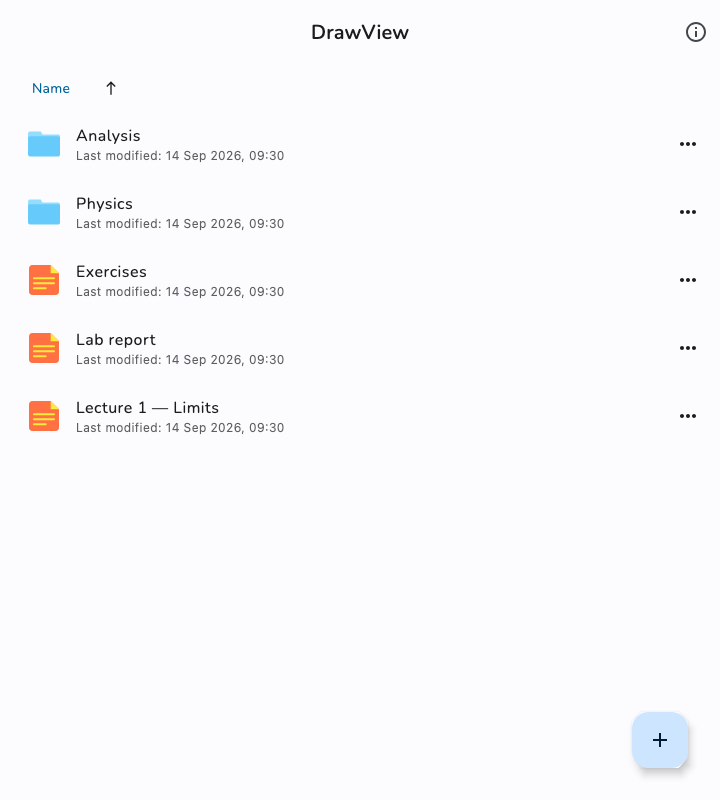 DrawView
Name
Analysis
Last modified: 14 Sep 2026, 09:30
Physics
Last modified: 14 Sep 2026, 09:30
Exercises
Last modified: 14 Sep 2026, 09:30
Lab report
Last modified: 14 Sep 2026, 09:30
Lecture 1 — Limits
Last modified: 14 Sep 2026, 09:30